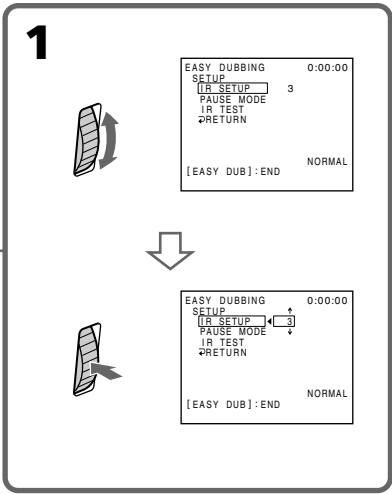 1
EASY DUBBING 0:00:00
SETUP
IR SETUP 3
PAUSE MODE
IR TEST
RETURN
NORMAL
[EASY DUB]:END
EASY DUBBING 0:00:00
SETUP
IR SETUP 3
PAUSE MODE
IR TEST
RETURN
NORMAL
[EASY DUB]:END